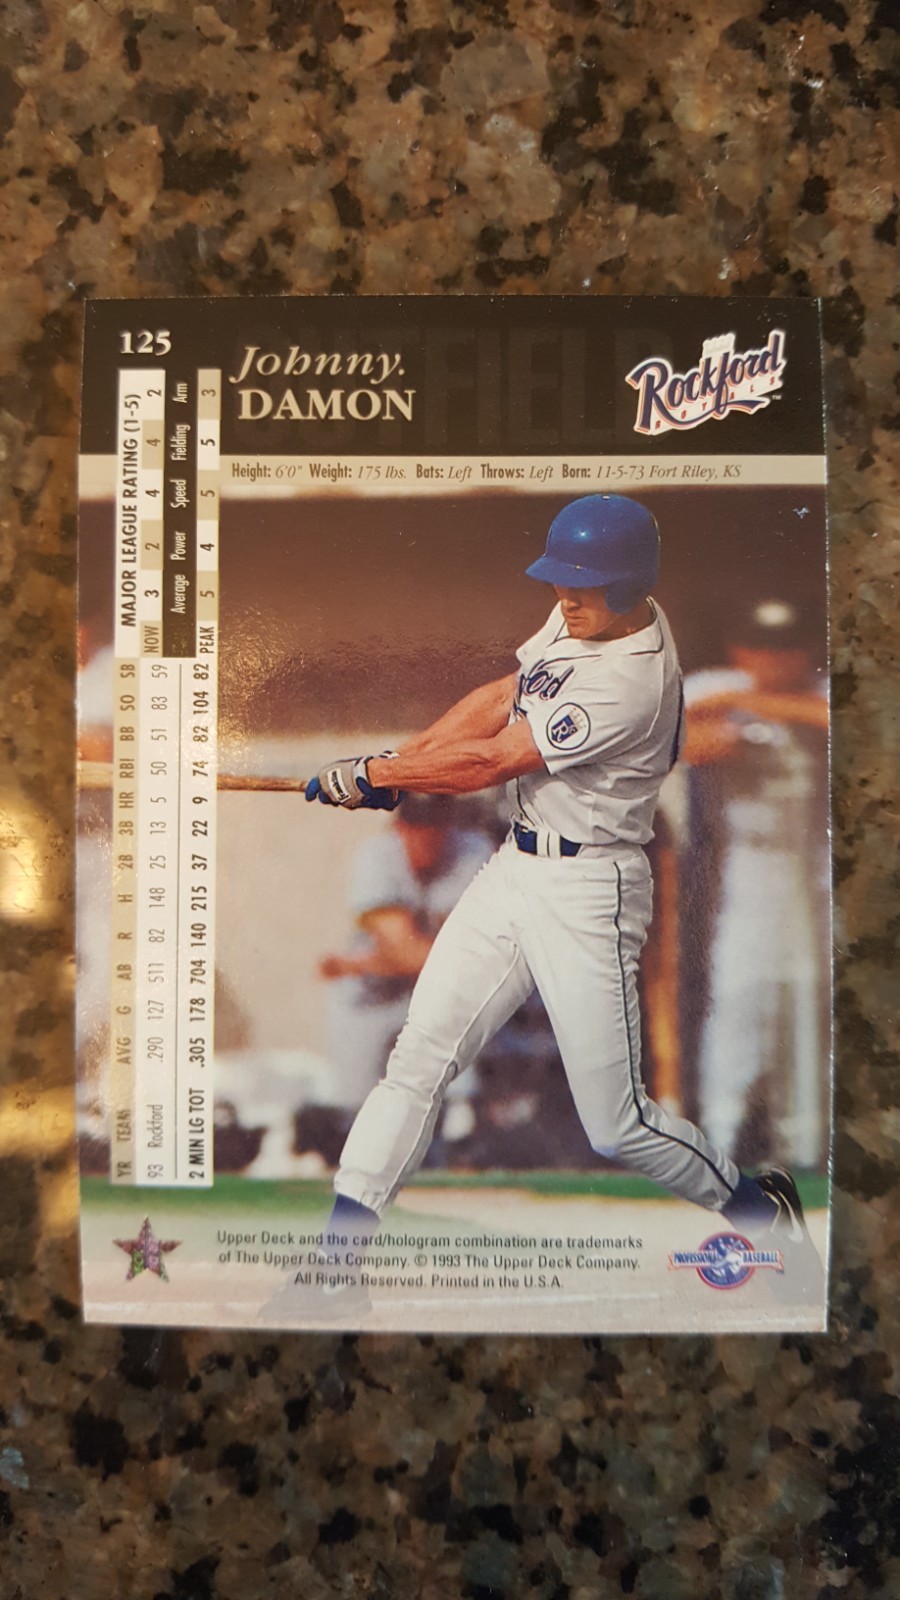 125
Johnny
DAMON
OUTFIELD
Rockford
ROYALS
™
Height: 6'0" Weight: 175 lbs. Bats: Left Throws: Left Born: 11-5-73 Fort Riley, KS
MAJOR LEAGUE RATING (1-5)
NOW 3 2 4 4 2
Average Power Speed Fielding Arm
PEAK 5 4 5 5 3
YR TEAM AVG G AB R H 2B 3B HR RBI BB SO SB
93 Rockford .290 127 511 82 148 25 13 5 50 51 83 59
2 MIN LG TOT .305 178 704 140 215 37 22 9 74 82 104 82
R
Upper Deck and the card/hologram combination are trademarks
of The Upper Deck Company. © 1993 The Upper Deck Company.
All Rights Reserved. Printed in the U.S.A.
PROFESSIONAL BASEBALL